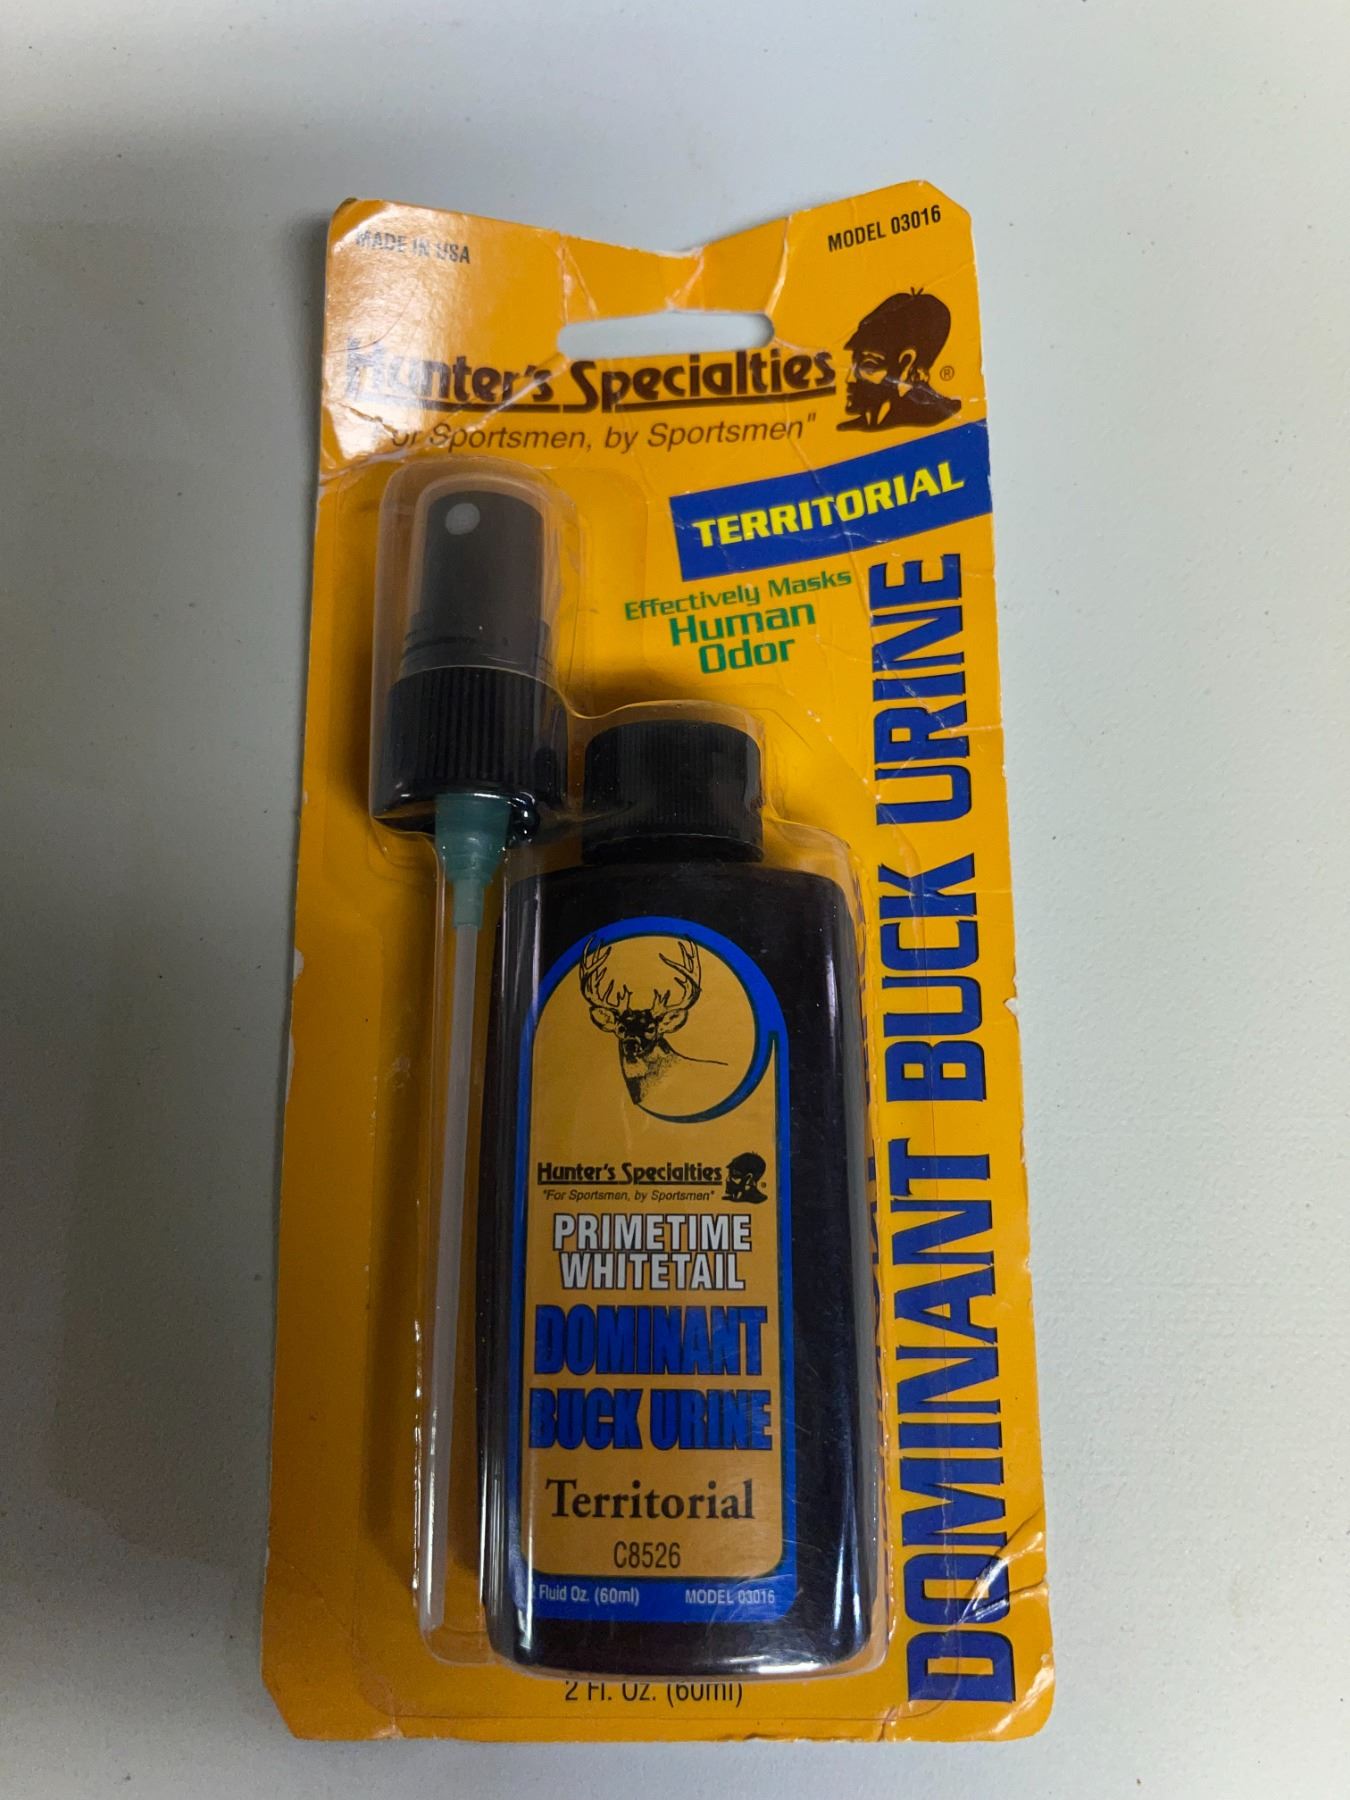 MADE IN USA
MODEL 03016
Hunter's Specialties
®
"For Sportsmen, by Sportsmen"
TERRITORIAL
Effectively Masks
Human
Odor
DOMINANT BUCK URINE
Hunter's Specialties
"For Sportsmen, by Sportsmen"
PRIMETIME
WHITETAIL
DOMINANT
BUCK URINE
Territorial
C8526
2 Fluid Oz. (60ml) MODEL 03016
2 Fl. Oz. (60ml)